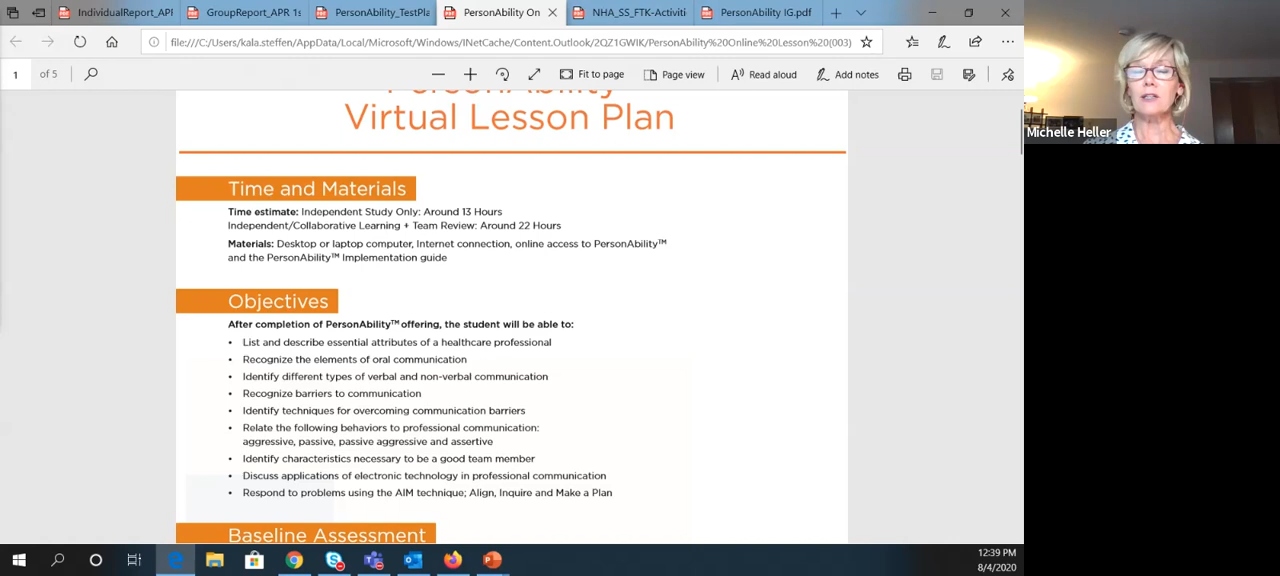 IndividualReport_APR
GroupReport_APR 1s
PersonAbility_TestPla
PersonAbility On
NHA_SS_FTK-Activiti
PersonAbility IG.pdf
file:///C:/Users/kala.steffen/AppData/Local/Microsoft/Windows/INetCache/Content.Outlook/2QZ1GWIK/PersonAbility%20Online%20Lesson%20(003)
1 of 5
Fit to page
Page view
Read aloud
Add notes
PersonAbility
Virtual Lesson Plan
Michelle Heller
Time and Materials
Time estimate: Independent Study Only: Around 13 Hours
Independent/Collaborative Learning + Team Review: Around 22 Hours
Materials: Desktop or laptop computer, Internet connection, online access to PersonAbility™
and the PersonAbility™ Implementation guide
Objectives
After completion of PersonAbility™ offering, the student will be able to:
• List and describe essential attributes of a healthcare professional
• Recognize the elements of oral communication
• Identify different types of verbal and non-verbal communication
• Recognize barriers to communication
• Identify techniques for overcoming communication barriers
• Relate the following behaviors to professional communication:
aggressive, passive, passive aggressive and assertive
• Identify characteristics necessary to be a good team member
• Discuss applications of electronic technology in professional communication
• Respond to problems using the AIM technique; Align, Inquire and Make a Plan
Baseline Assessment
12:39 PM
8/4/2020